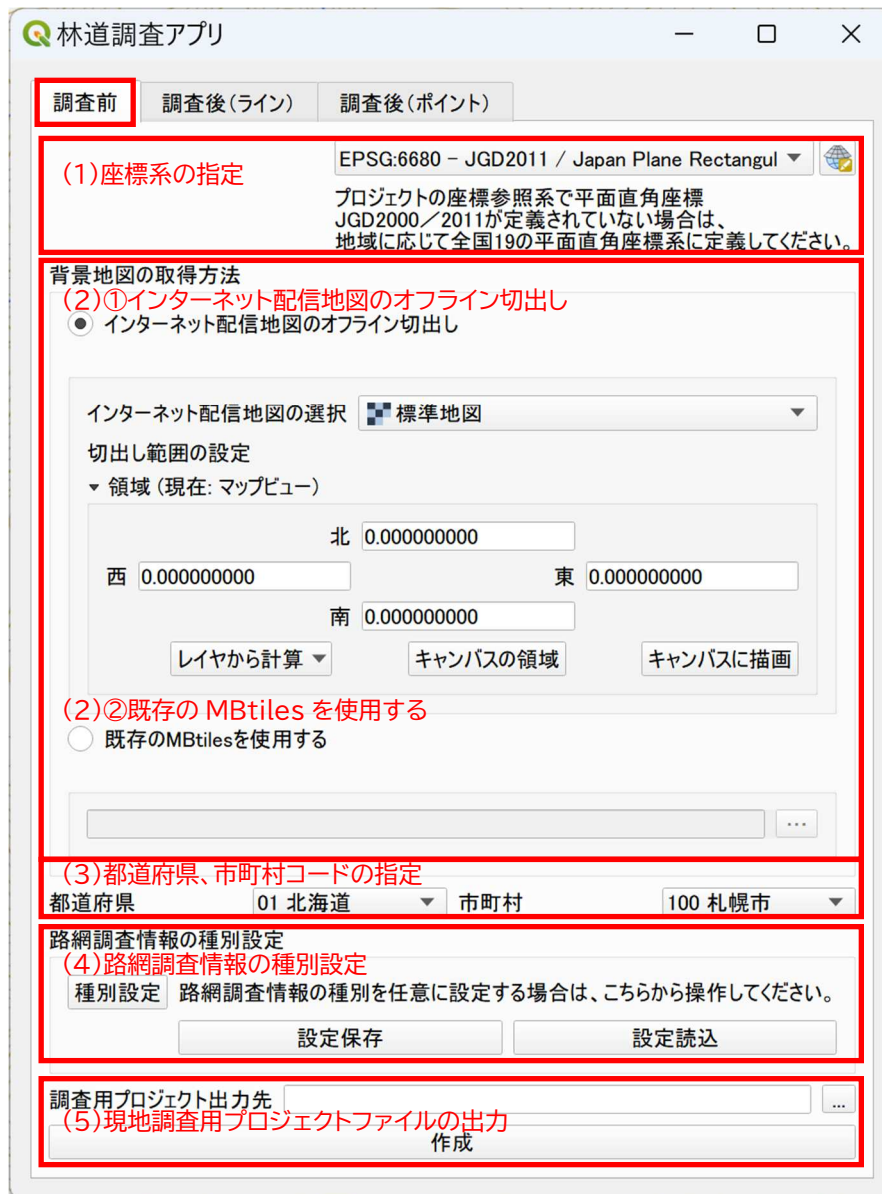 林道調査アプリ
調査前 調査後(ライン) 調査後(ポイント)
(1)座標系の指定
EPSG:6680 - JGD2011 / Japan Plane Rectangul
プロジェクトの座標参照系で平面直角座標
JGD2000／2011が定義されていない場合は、
地域に応じて全国19の平面直角座標系に定義してください。
背景地図の取得方法
(2)①インターネット配信地図のオフライン切出し
インターネット配信地図のオフライン切出し
インターネット配信地図の選択 標準地図
切出し範囲の設定
領域 (現在: マップビュー)
北 0.000000000
西 0.000000000 東 0.000000000
南 0.000000000
レイヤから計算 キャンバスの領域 キャンバスに描画
(2)②既存の MBtiles を使用する
既存のMBtilesを使用する
...
(3)都道府県、市町村コードの指定
都道府県 01 北海道 市町村 100 札幌市
路網調査情報の種別設定
(4)路網調査情報の種別設定
種別設定 路網調査情報の種別を任意に設定する場合は、こちらから操作してください。
設定保存 設定読込
調査用プロジェクト出力先 ...
(5)現地調査用プロジェクトファイルの出力
作成